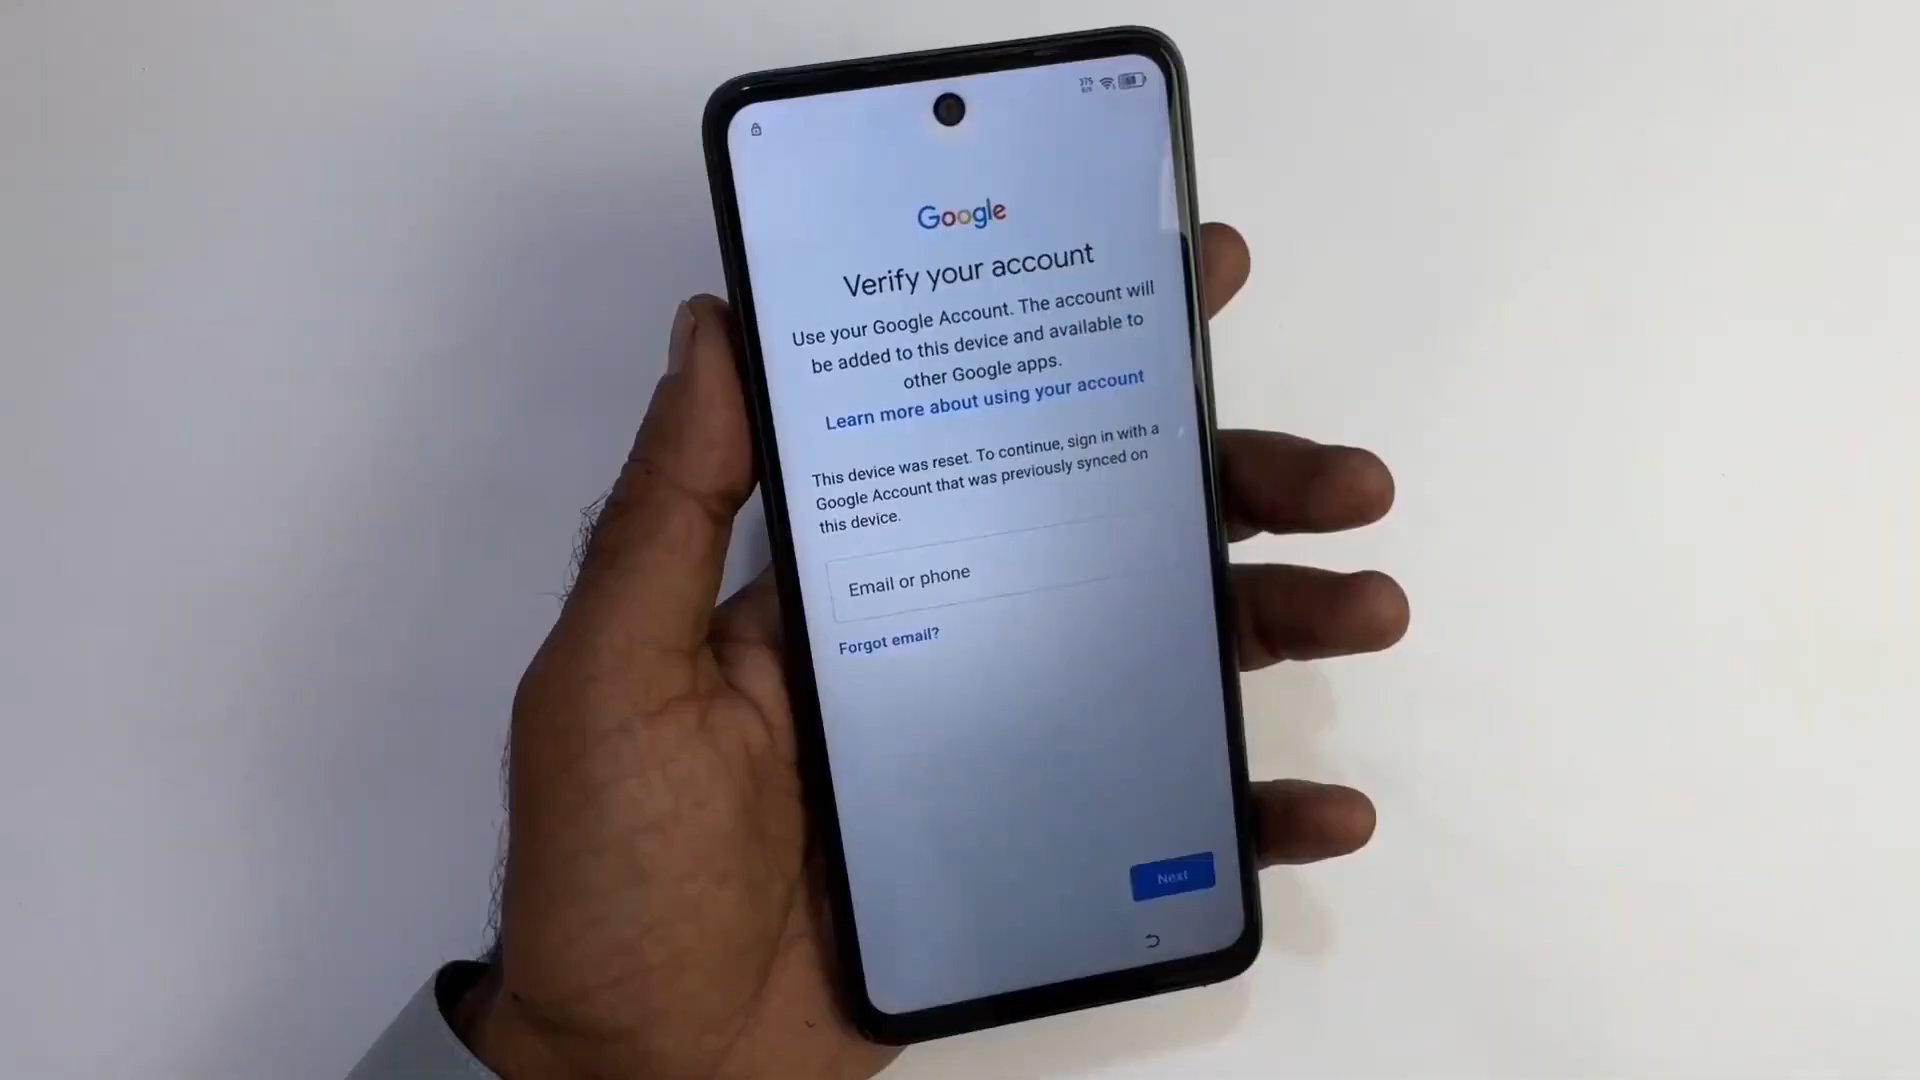 375
Google
Verify your account
Use your Google Account. The account will
be added to this device and available to
other Google apps.
Learn more about using your account
This device was reset. To continue, sign in with a
Google Account that was previously synced on
this device.
Email or phone
Forgot email?
Next